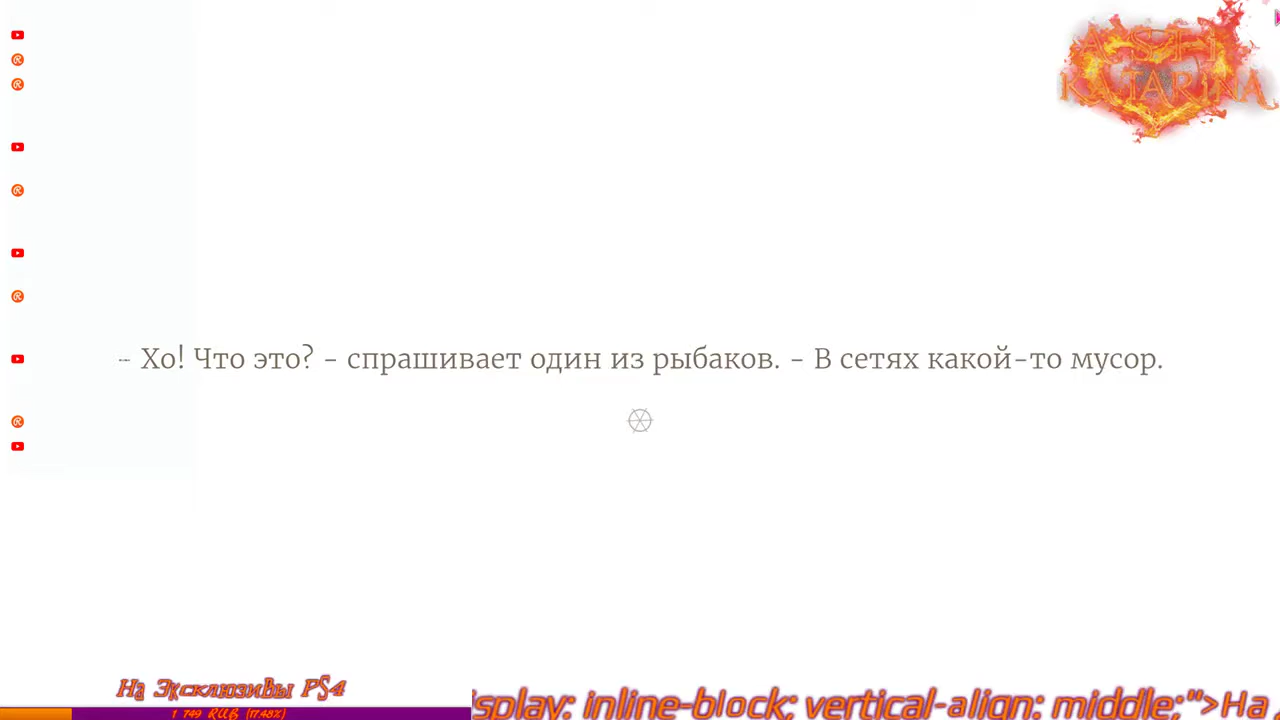 ASHI
KATARINA
– Хо! Что это? – спрашивает один из рыбаков. – В сетях какой-то мусор.
На Эксклюзивы PS4
1 749 RUB (17.48%)
splay: inline-block; vertical-align: middle;">На